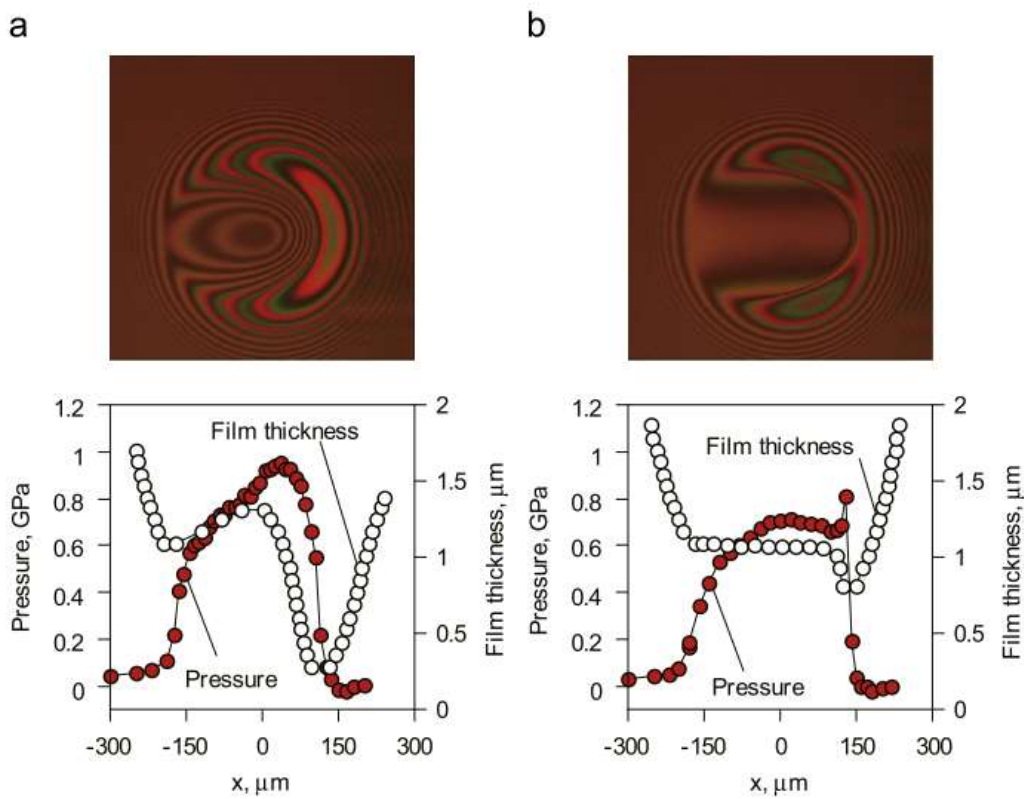 a
b
1.2
1
0.8
0.6
0.4
0.2
0
Pressure, GPa
Film thickness
Pressure
2
1.5
1
0.5
0
Film thickness, μm
-300 -150 0 150 300
x, μm
1.2
1
0.8
0.6
0.4
0.2
0
Pressure, GPa
Film thickness
Pressure
2
1.5
1
0.5
0
Film thickness, μm
-300 -150 0 150 300
x, μm